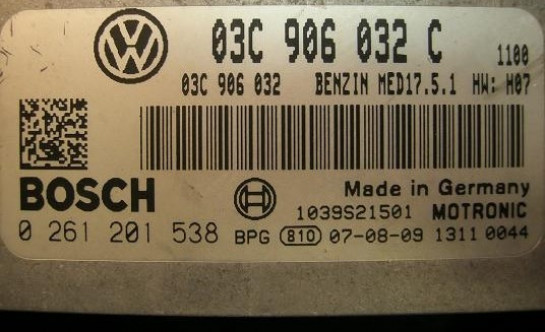 03C 906 032 C 1100
03C 906 032 BENZIN MED17.5.1 HW: H07
BOSCH
Made in Germany
1039S21501 MOTRONIC
0 261 201 538 BPG 810 07-08-09 1311 0044